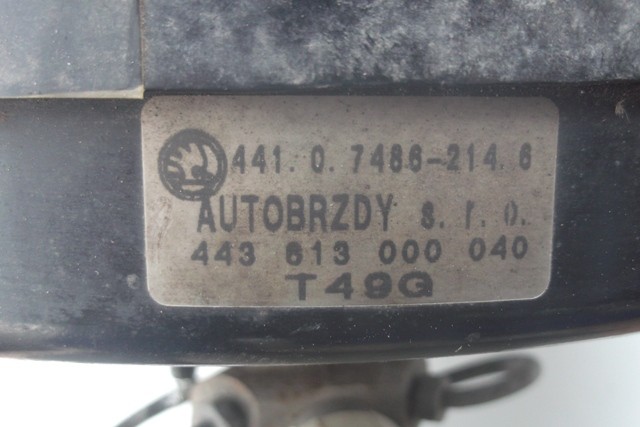 441. 0. 7486-214. 6
AUTOBRZDY s. r. o.
443 613 000 040
T49G